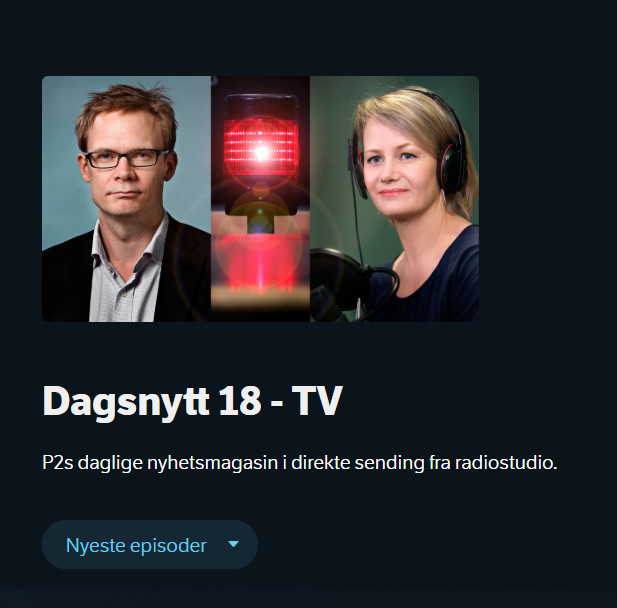 Dagsnytt 18 - TV
P2s daglige nyhetsmagasin i direkte sending fra radiostudio.
Nyeste episoder